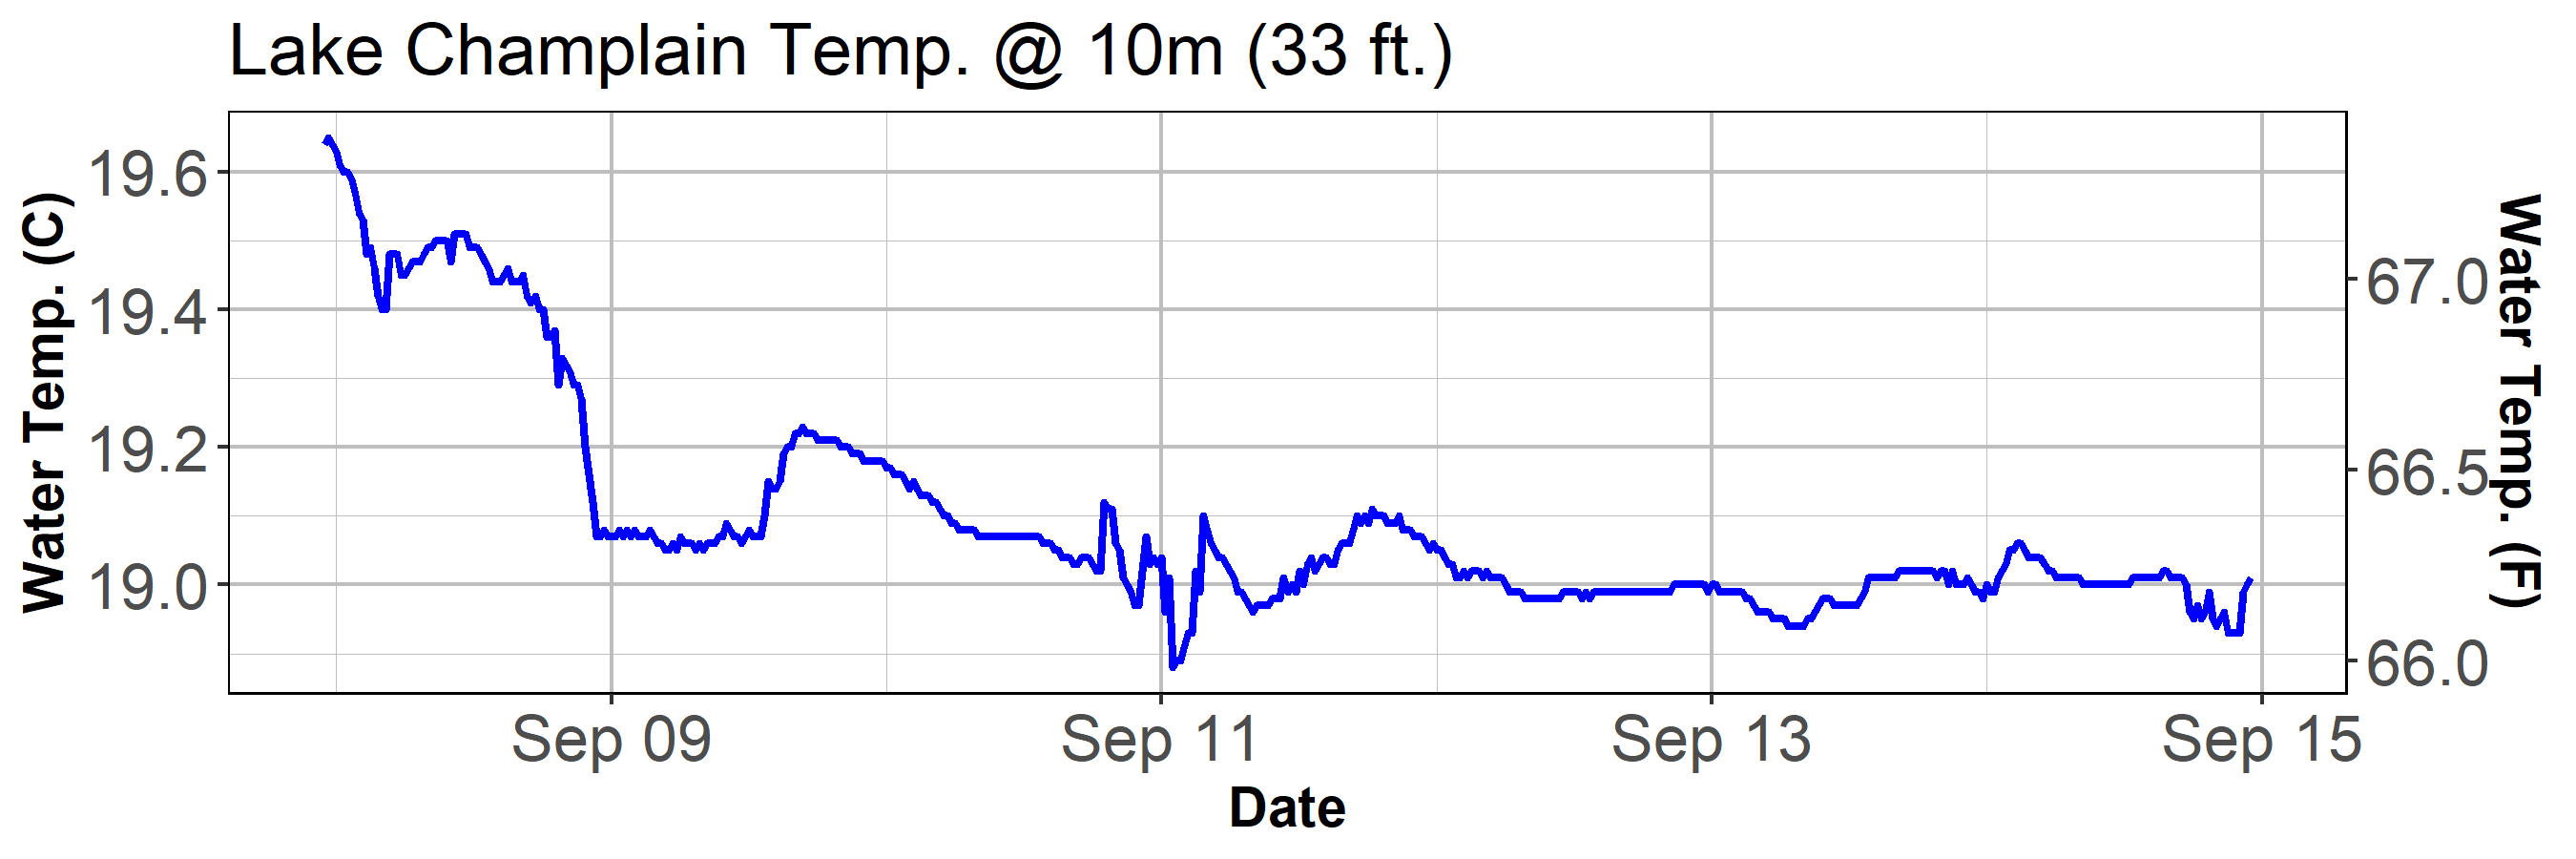 Lake Champlain Temp. @ 10m (33 ft.)
Water Temp. (C)
19.6
19.4
19.2
19.0
67.0
66.5
66.0
Water Temp. (F)
Sep 09 Sep 11 Sep 13 Sep 15
Date